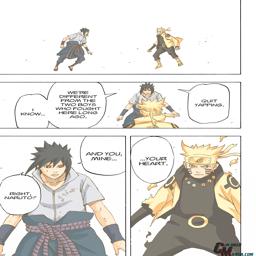 QUIT
YAPPING.
WE'RE
DIFFERENT
FROM THE
TWO BOYS
WHO FOUGHT
HERE LONG
AGO.
I
KNOW...
...YOUR
HEART.
AND YOU,
MINE...
RIGHT,
NARUTO?